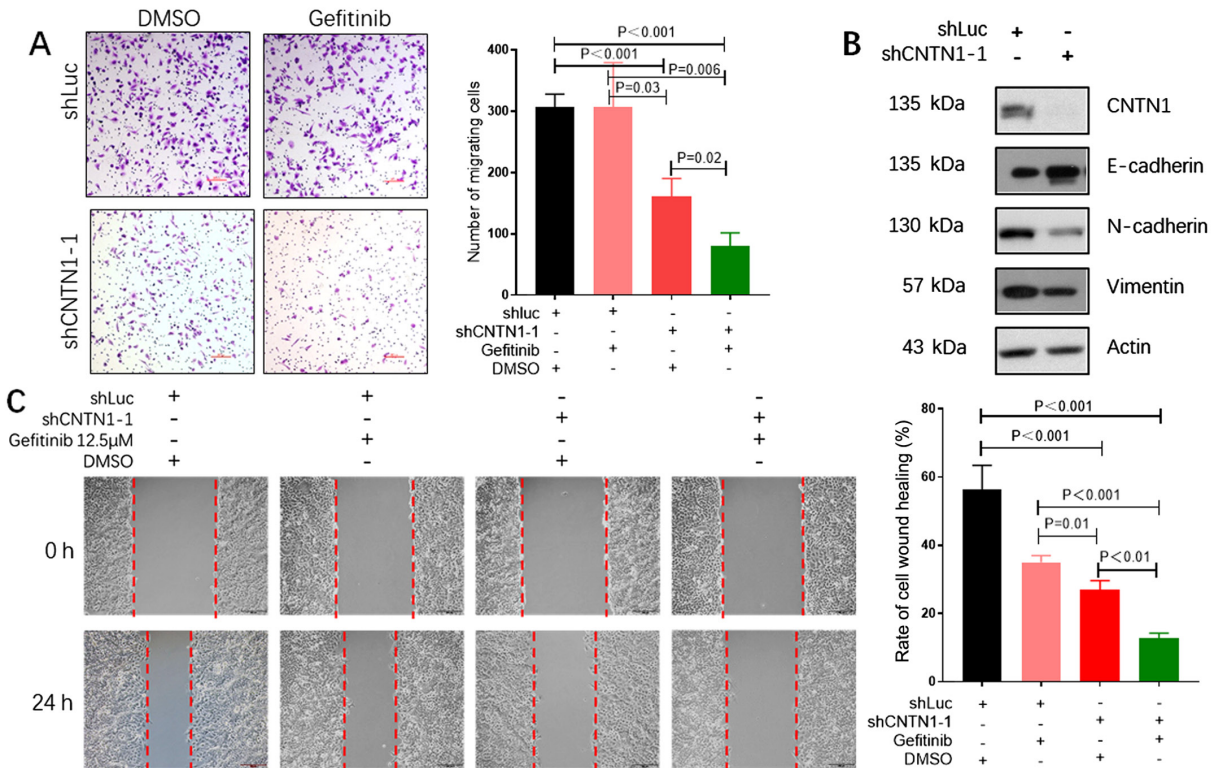 A
DMSO Gefitinib
shLuc
shCNTN1-1
Number of migrating cells
400
300
200
100
0
P<0.001
P<0.001
P=0.006
P=0.03
P=0.02
shluc + + - -
shCNTN1-1 - - + +
Gefitinib - + - +
DMSO + - + -
B
shLuc + -
shCNTN1-1 - +
135 kDa CNTN1
135 kDa E-cadherin
130 kDa N-cadherin
57 kDa Vimentin
43 kDa Actin
C
shLuc + + - -
shCNTN1-1 - - + +
Gefitinib 12.5μM - + - +
DMSO + - + -
0 h
24 h
Rate of cell wound healing (%)
80
60
40
20
0
P<0.001
P<0.001
P<0.001
P=0.01
P<0.01
shLuc + + - -
shCNTN1-1 - - + +
Gefitinib - + - +
DMSO + - + -